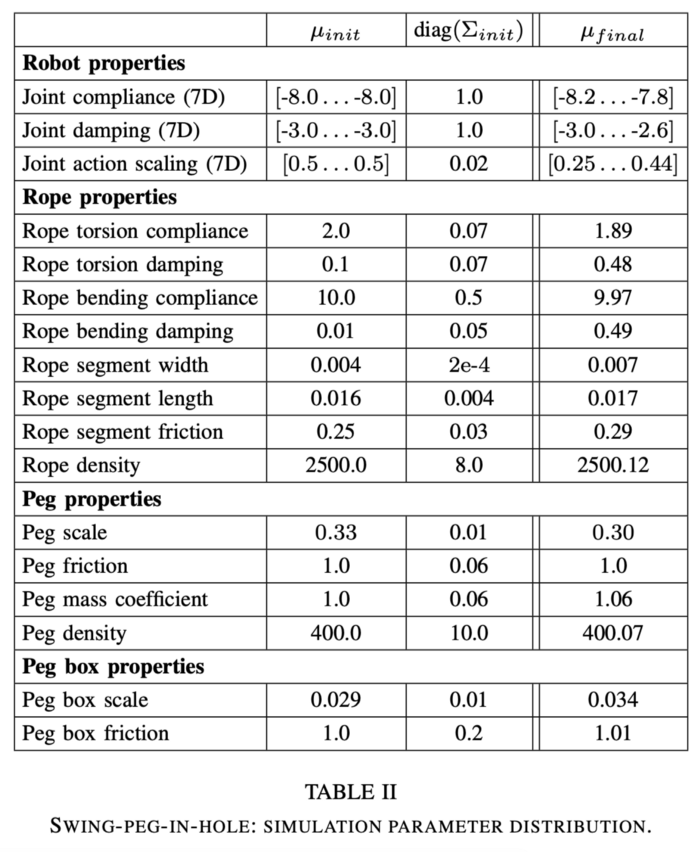 μinit diag(Σinit) μfinal
Robot properties
Joint compliance (7D) [-8.0...-8.0] 1.0 [-8.2...-7.8]
Joint damping (7D) [-3.0...-3.0] 1.0 [-3.0...-2.6]
Joint action scaling (7D) [0.5...0.5] 0.02 [0.25...0.44]
Rope properties
Rope torsion compliance 2.0 0.07 1.89
Rope torsion damping 0.1 0.07 0.48
Rope bending compliance 10.0 0.5 9.97
Rope bending damping 0.01 0.05 0.49
Rope segment width 0.004 2e-4 0.007
Rope segment length 0.016 0.004 0.017
Rope segment friction 0.25 0.03 0.29
Rope density 2500.0 8.0 2500.12
Peg properties
Peg scale 0.33 0.01 0.30
Peg friction 1.0 0.06 1.0
Peg mass coefficient 1.0 0.06 1.06
Peg density 400.0 10.0 400.07
Peg box properties
Peg box scale 0.029 0.01 0.034
Peg box friction 1.0 0.2 1.01
TABLE II
SWING-PEG-IN-HOLE: SIMULATION PARAMETER DISTRIBUTION.